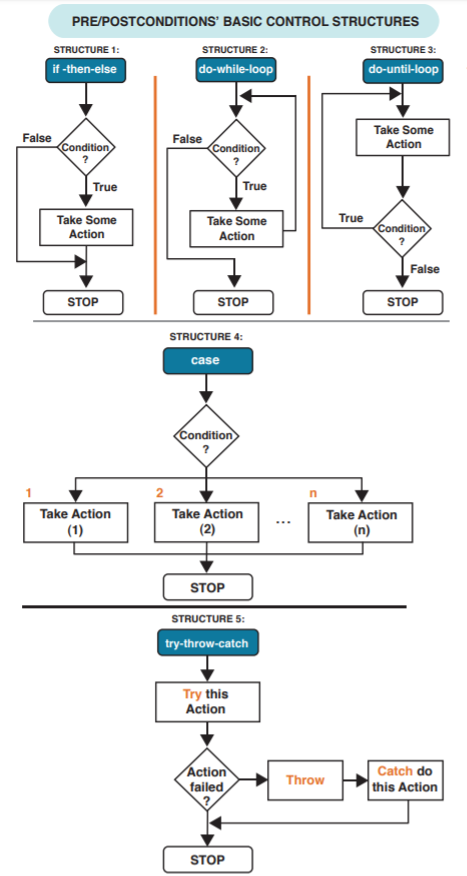 PRE/POSTCONDITIONS' BASIC CONTROL STRUCTURES
STRUCTURE 1:
if -then-else
False
Condition
?
True
Take Some
Action
STOP
STRUCTURE 2:
do-while-loop
False
Condition
?
True
Take Some
Action
STOP
STRUCTURE 3:
do-until-loop
Take Some
Action
True
Condition
?
False
STOP
STRUCTURE 4:
case
Condition
?
1
Take Action
(1)
2
Take Action
(2)
...
n
Take Action
(n)
STOP
STRUCTURE 5:
try-throw-catch
Try this
Action
Action
failed
?
Throw
Catch do
this Action
STOP